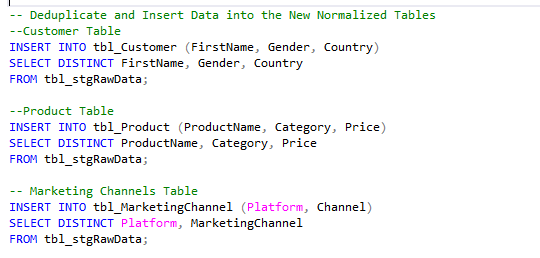 -- Deduplicate and Insert Data into the New Normalized Tables
--Customer Table
INSERT INTO tbl_Customer (FirstName, Gender, Country)
SELECT DISTINCT FirstName, Gender, Country
FROM tbl_stgRawData;
--Product Table
INSERT INTO tbl_Product (ProductName, Category, Price)
SELECT DISTINCT ProductName, Category, Price
FROM tbl_stgRawData;
-- Marketing Channels Table
INSERT INTO tbl_MarketingChannel (Platform, Channel)
SELECT DISTINCT Platform, MarketingChannel
FROM tbl_stgRawData;